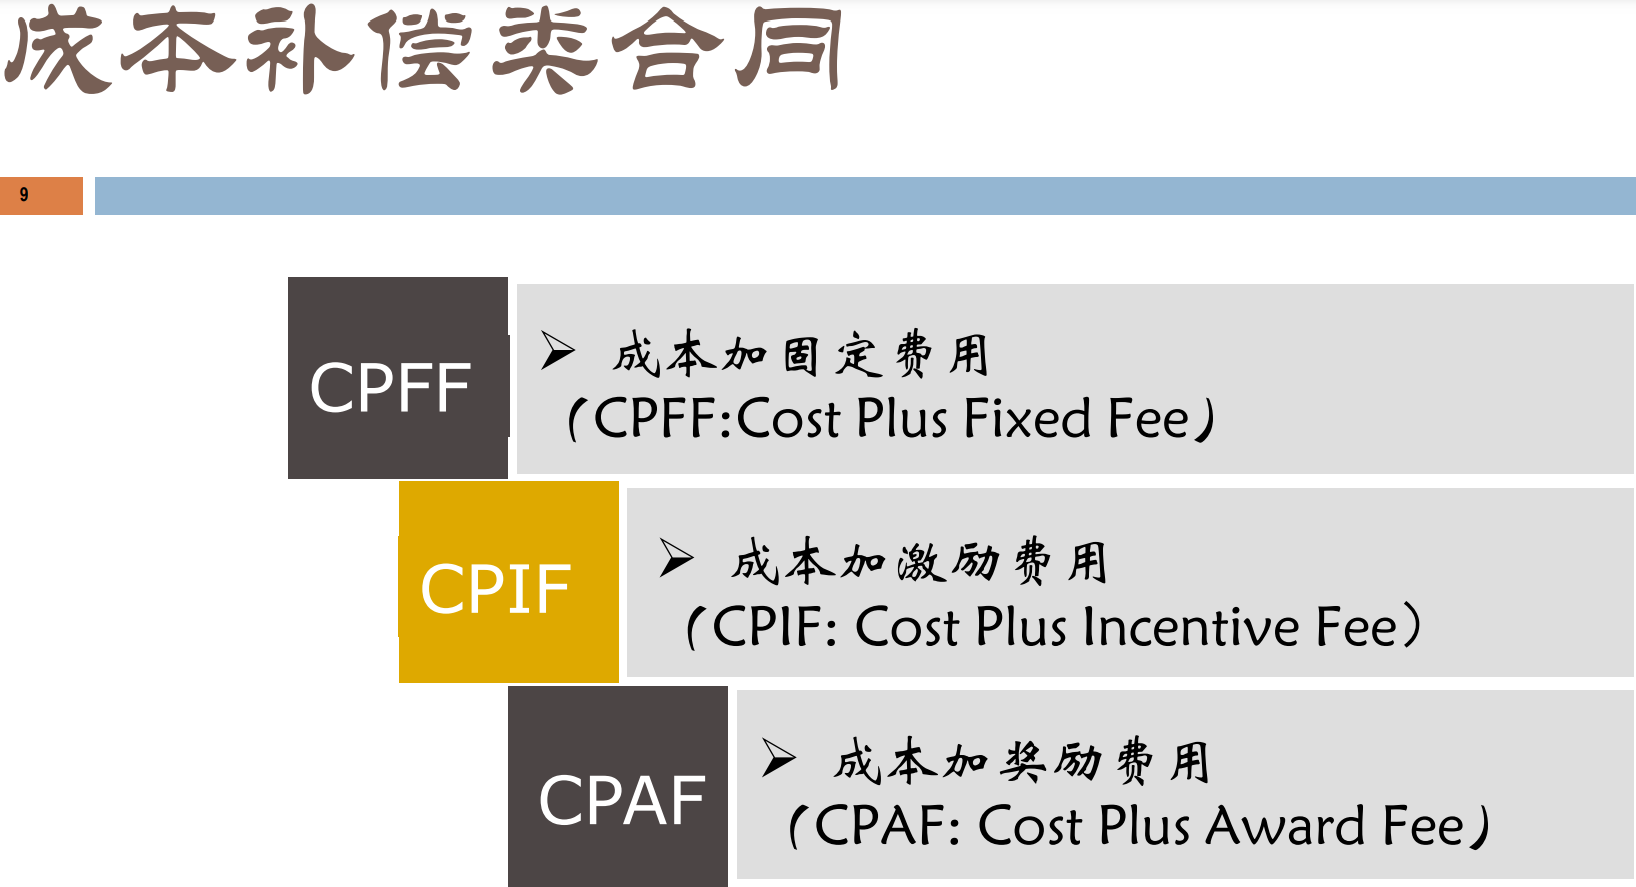 成本补偿类合同
9
CPFF
➢ 成本加固定费用
（CPFF:Cost Plus Fixed Fee）
CPIF
➢ 成本加激励费用
（CPIF: Cost Plus Incentive Fee）
CPAF
➢ 成本加奖励费用
（CPAF: Cost Plus Award Fee）